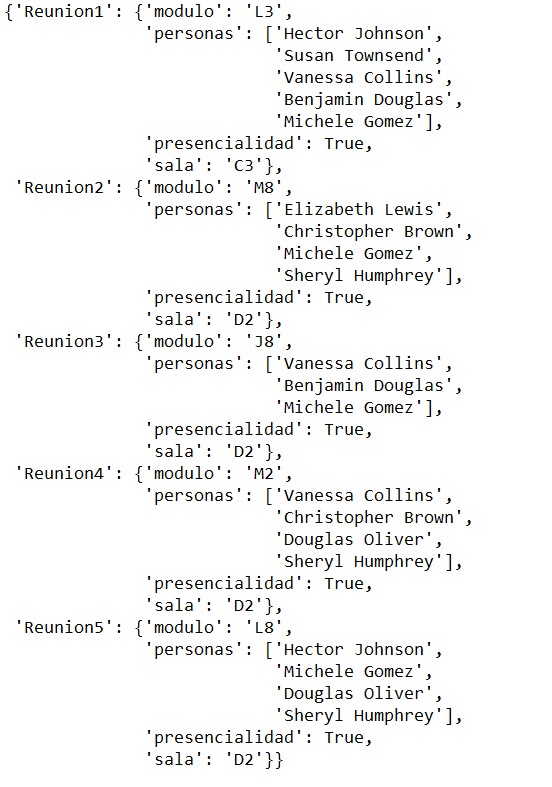 {'Reunion1': {'modulo': 'L3',
'personas': ['Hector Johnson',
'Susan Townsend',
'Vanessa Collins',
'Benjamin Douglas',
'Michele Gomez'],
'presencialidad': True,
'sala': 'C3'},
'Reunion2': {'modulo': 'M8',
'personas': ['Elizabeth Lewis',
'Christopher Brown',
'Michele Gomez',
'Sheryl Humphrey'],
'presencialidad': True,
'sala': 'D2'},
'Reunion3': {'modulo': 'J8',
'personas': ['Vanessa Collins',
'Benjamin Douglas',
'Michele Gomez'],
'presencialidad': True,
'sala': 'D2'},
'Reunion4': {'modulo': 'M2',
'personas': ['Vanessa Collins',
'Christopher Brown',
'Douglas Oliver',
'Sheryl Humphrey'],
'presencialidad': True,
'sala': 'D2'},
'Reunion5': {'modulo': 'L8',
'personas': ['Hector Johnson',
'Michele Gomez',
'Douglas Oliver',
'Sheryl Humphrey'],
'presencialidad': True,
'sala': 'D2'}}